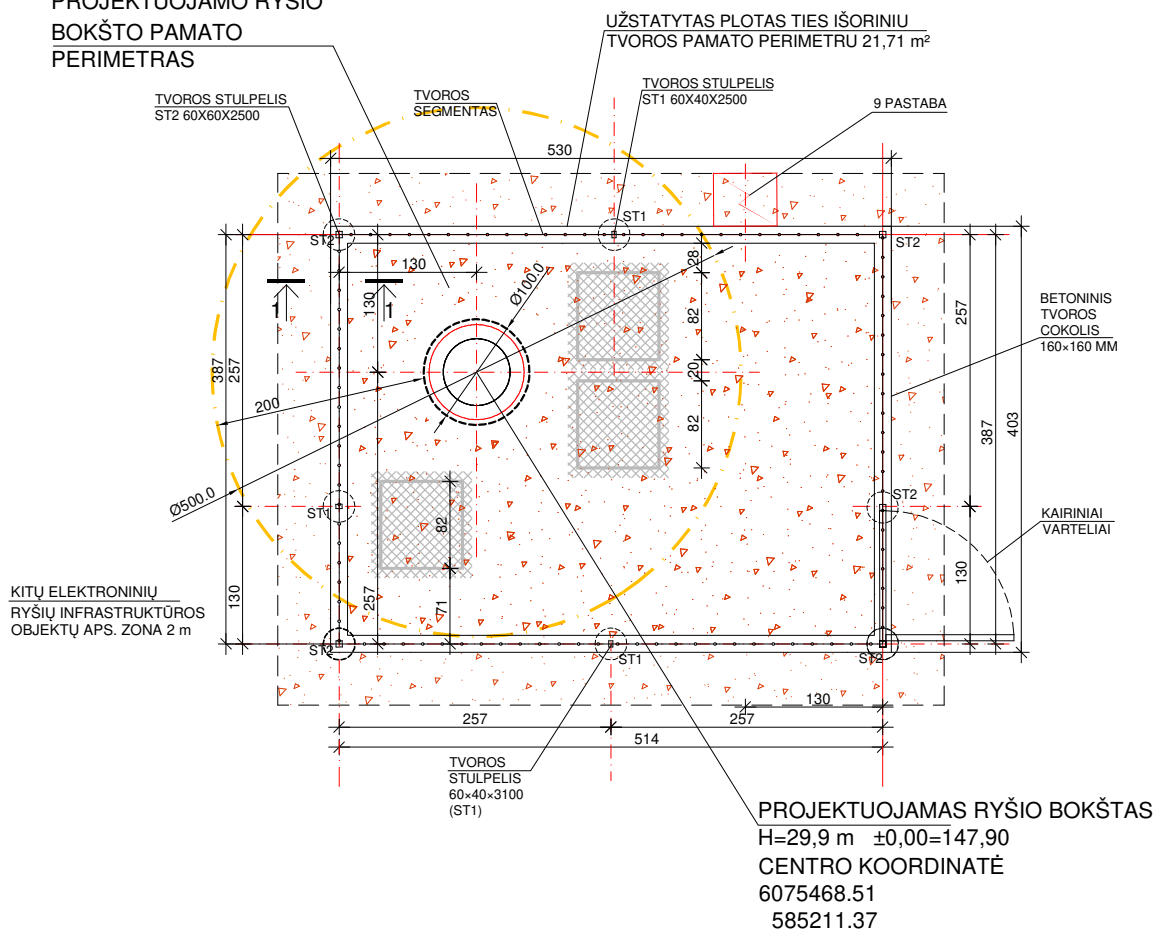 PROJEKTUOJAMO RYŠIO
BOKŠTO PAMATO
PERIMETRAS
UŽSTATYTAS PLOTAS TIES IŠORINIU
TVOROS PAMATO PERIMETRU 21,71 m²
TVOROS STULPELIS
ST2 60X60X2500
TVOROS
SEGMENTAS
TVOROS STULPELIS
ST1 60X40X2500
9 PASTABA
530
ST1
ST2
ST2
130
28
Ø100.0
130
1
1
82
257
BETONINIS
TVOROS
COKOLIS
160×160 MM
387
257
20
200
82
387
403
Ø500.0
ST1
ST2
82
KAIRINIAI
VARTELIAI
130
257
71
130
KITŲ ELEKTRONINIŲ
RYŠIŲ INFRASTRUKTŪROS
OBJEKTŲ APS. ZONA 2 m
ST2
ST1
ST2
130
257
257
514
TVOROS
STULPELIS
60×40×3100
(ST1)
PROJEKTUOJAMAS RYŠIO BOKŠTAS
H=29,9 m ±0,00=147,90
CENTRO KOORDINATĖ
6075468.51
585211.37